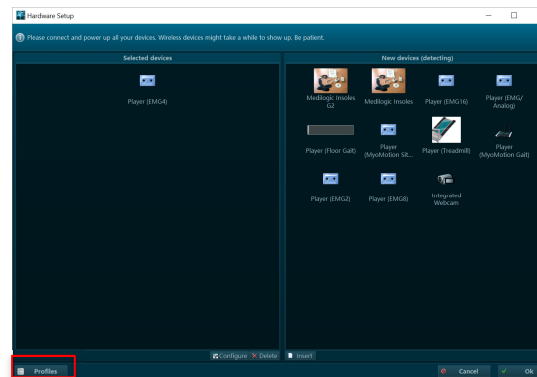 Hardware Setup
Please connect and power up all your devices. Wireless devices might take a while to show up. Be patient.
Selected devices
Player (EMG4)
Configure
Delete
New devices (detecting)
Medilogic Insoles
G2
Medilogic Insoles
Player (EMG16)
Player (EMG/
Analog)
Player (Floor Gait)
Player
(MyoMotion Sit...
Player (Treadmill)
Player
(MyoMotion Gait)
Player (EMG2)
Player (EMG8)
Integrated
Webcam
Insert
Profiles
Cancel
Ok